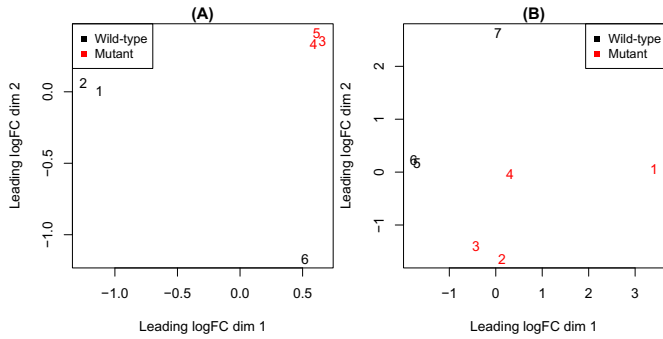 (A)
Wild-type
Mutant
5
4 3
2
1
6
0.0
−0.5
−1.0
−1.0 −0.5 0.0 0.5
Leading logFC dim 2
Leading logFC dim 1
(B)
Wild-type
Mutant
7
6 5
4
1
3
2
2
1
0
−1
−1 0 1 2 3
Leading logFC dim 2
Leading logFC dim 1